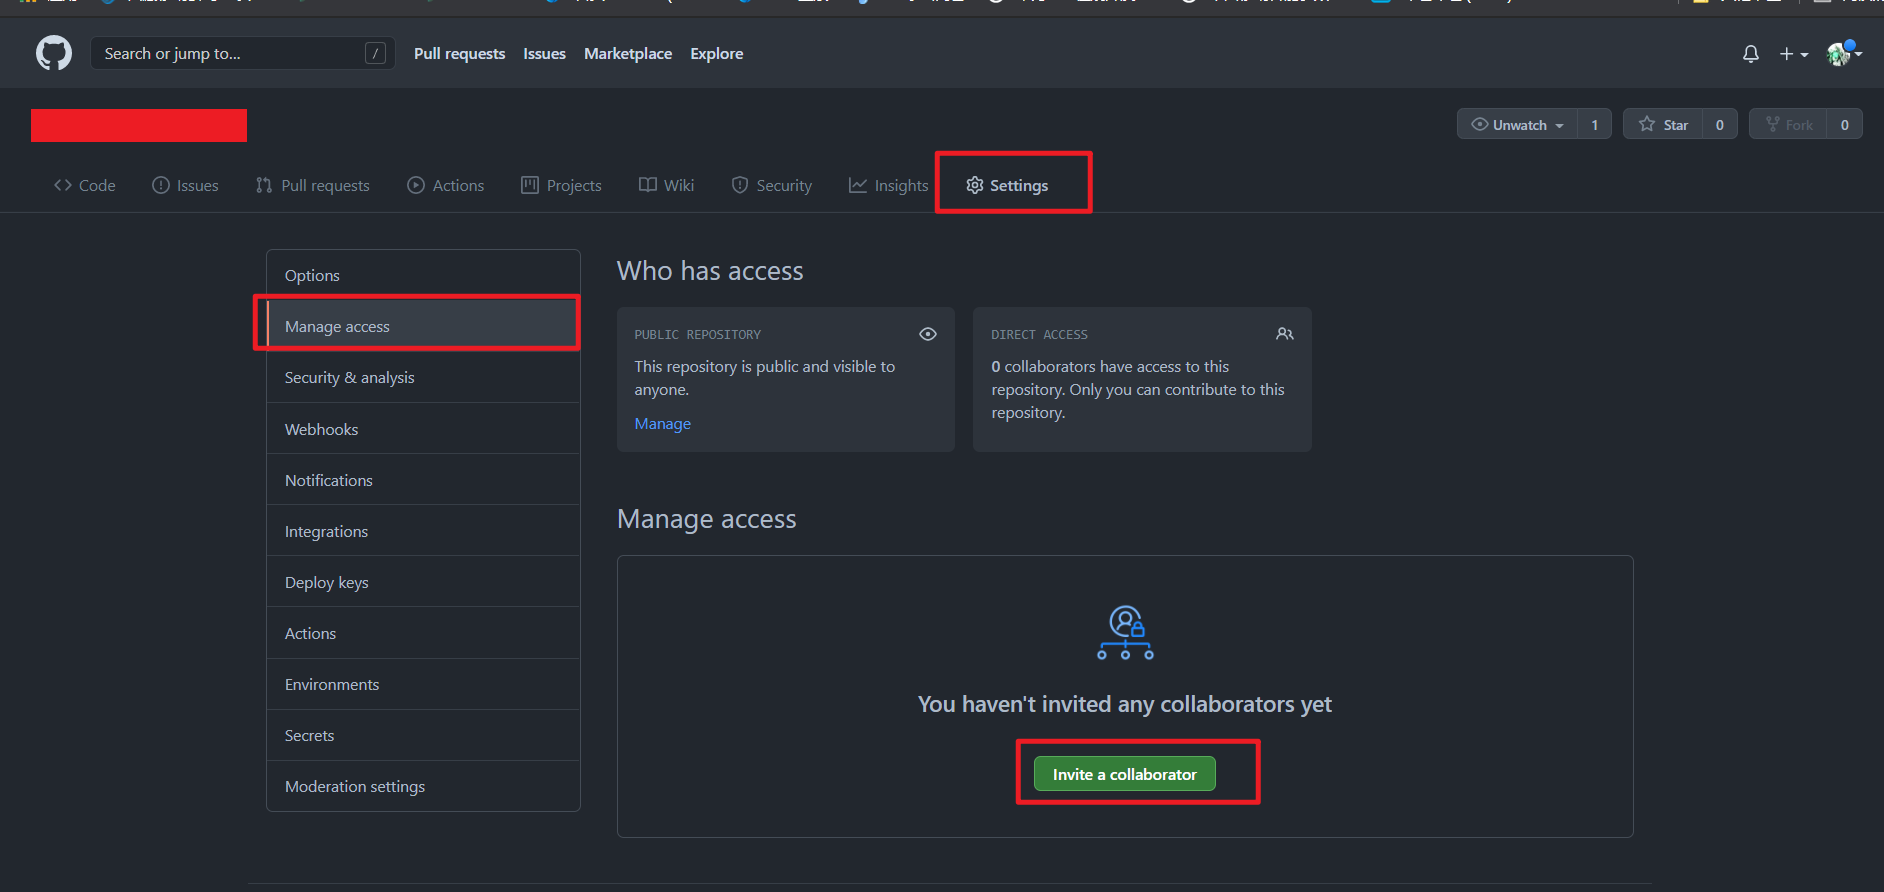 Search or jump to... /
Pull requests Issues Marketplace Explore
Unwatch 1 Star 0 Fork 0
Code Issues Pull requests Actions Projects Wiki Security Insights Settings
Options
Manage access
Security & analysis
Webhooks
Notifications
Integrations
Deploy keys
Actions
Environments
Secrets
Moderation settings
Who has access
PUBLIC REPOSITORY
This repository is public and visible to
anyone.
Manage
DIRECT ACCESS
0 collaborators have access to this
repository. Only you can contribute to this
repository.
Manage access
You haven't invited any collaborators yet
Invite a collaborator